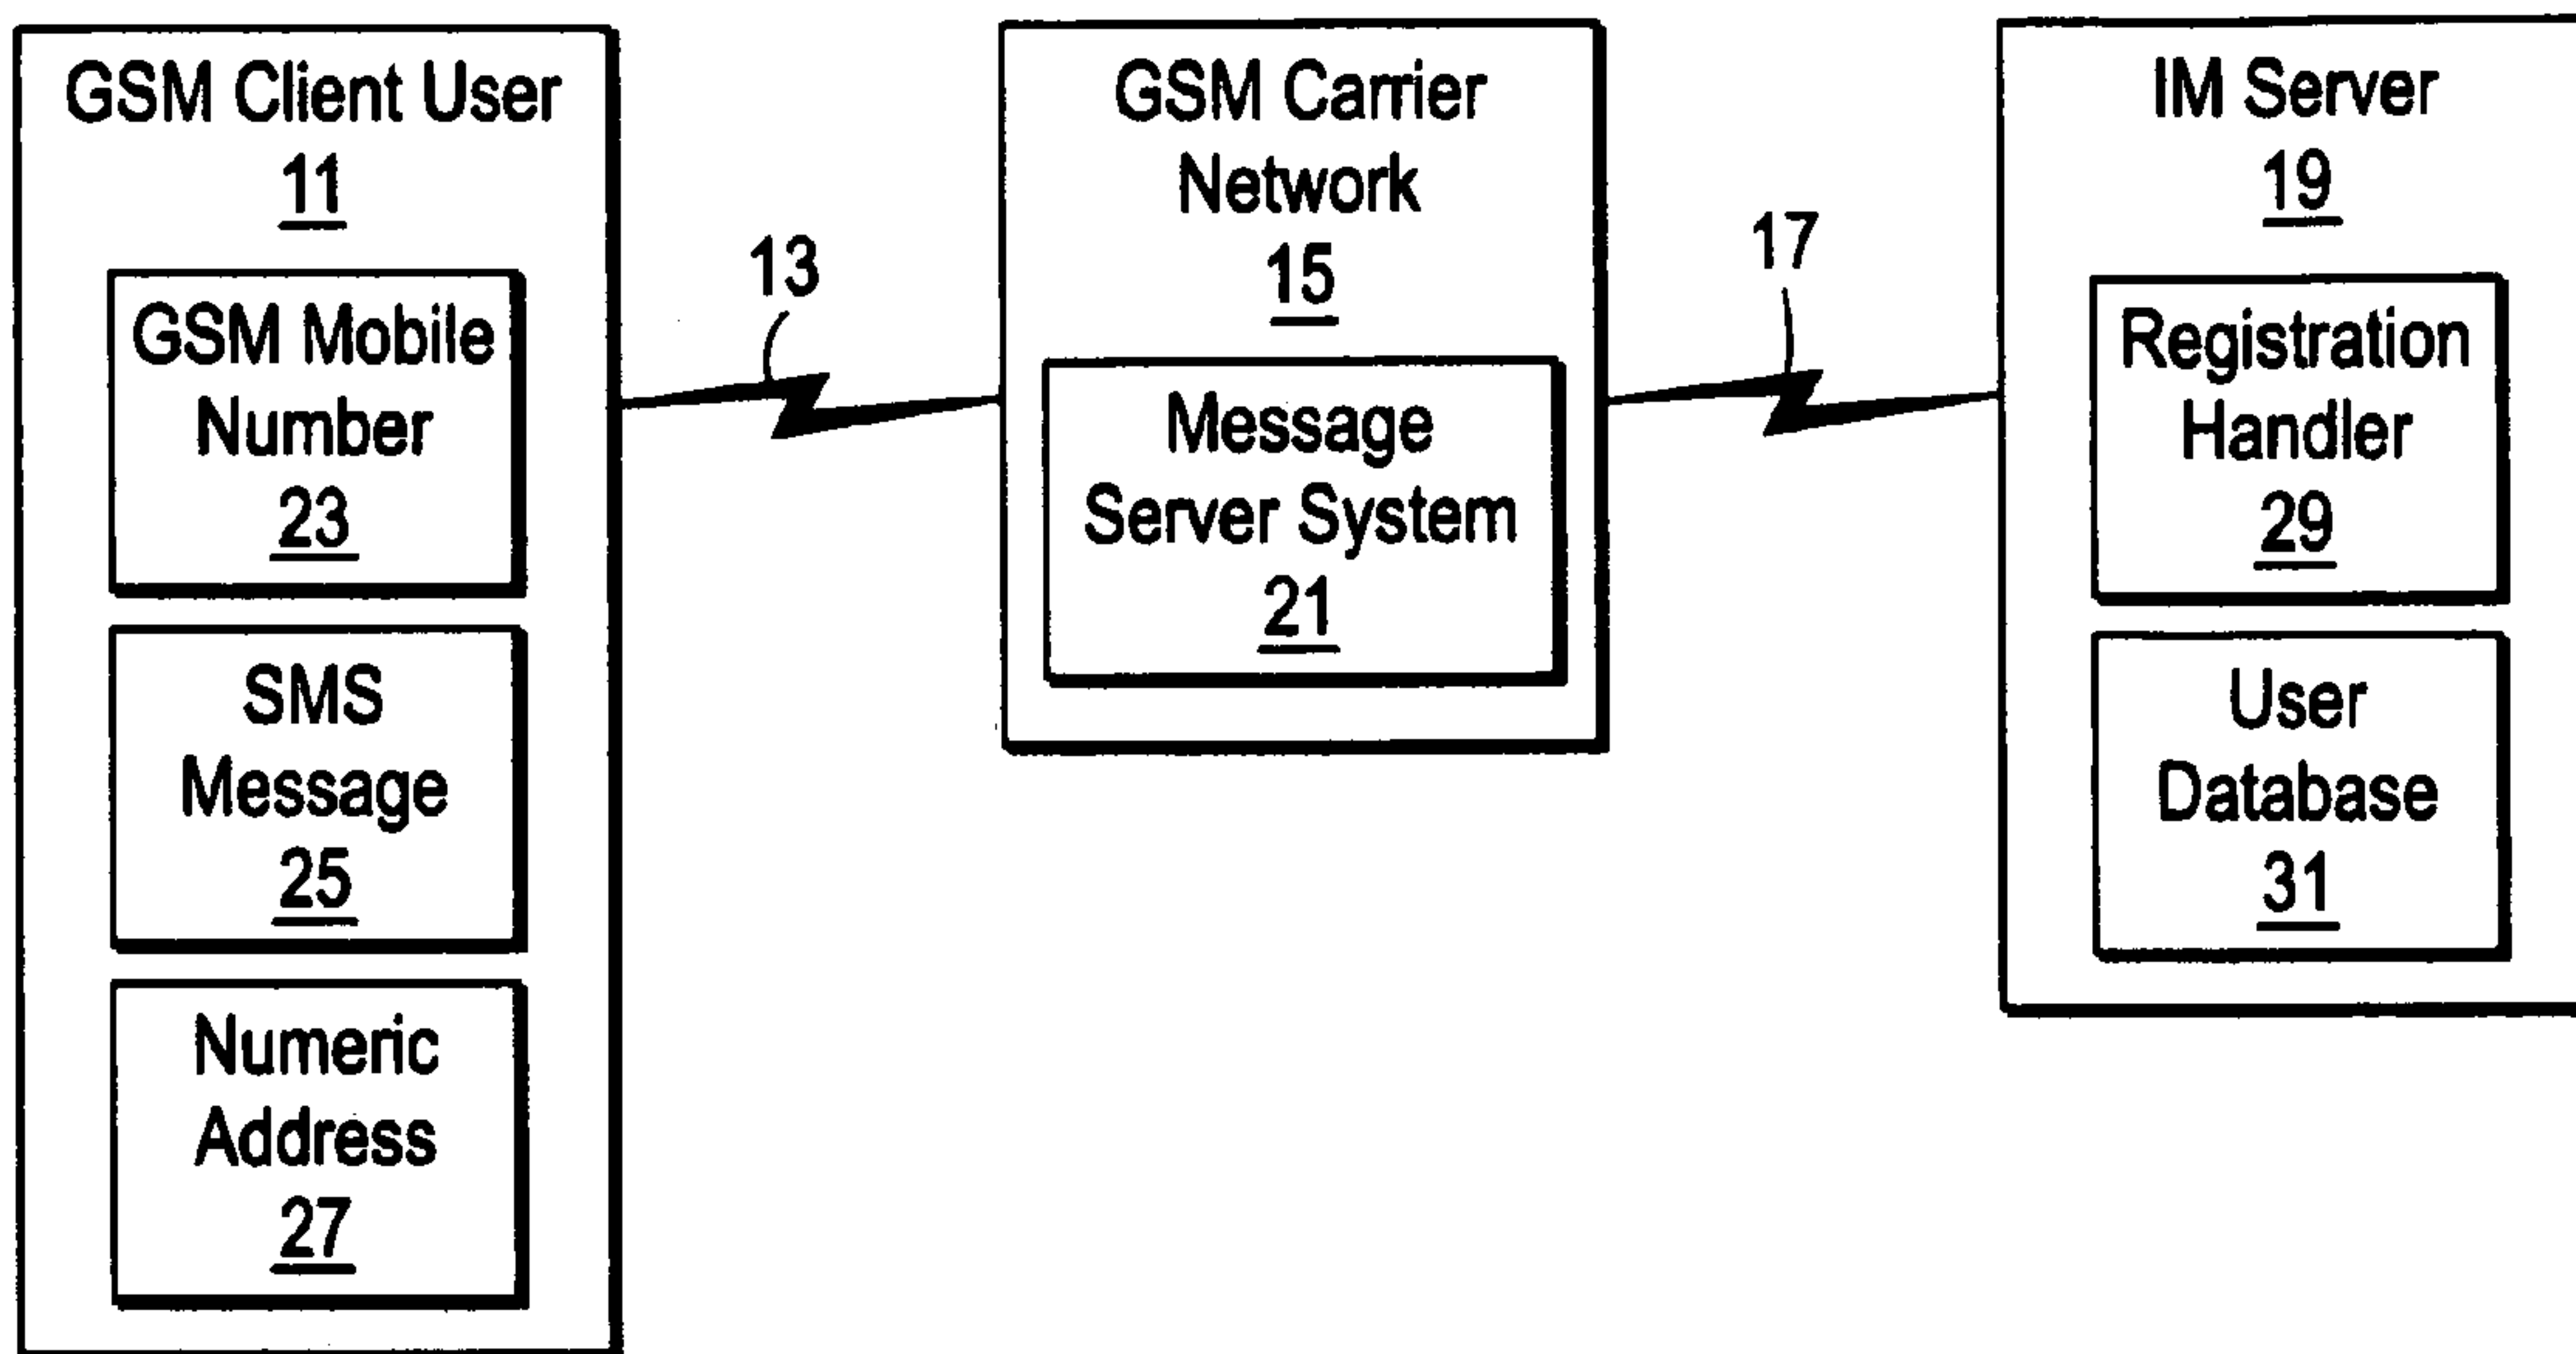 GSM Client User
11
GSM Mobile
Number
23
SMS
Message
25
Numeric
Address
27
13
GSM Carrier
Network
15
Message
Server System
21
17
IM Server
19
Registration
Handler
29
User
Database
31